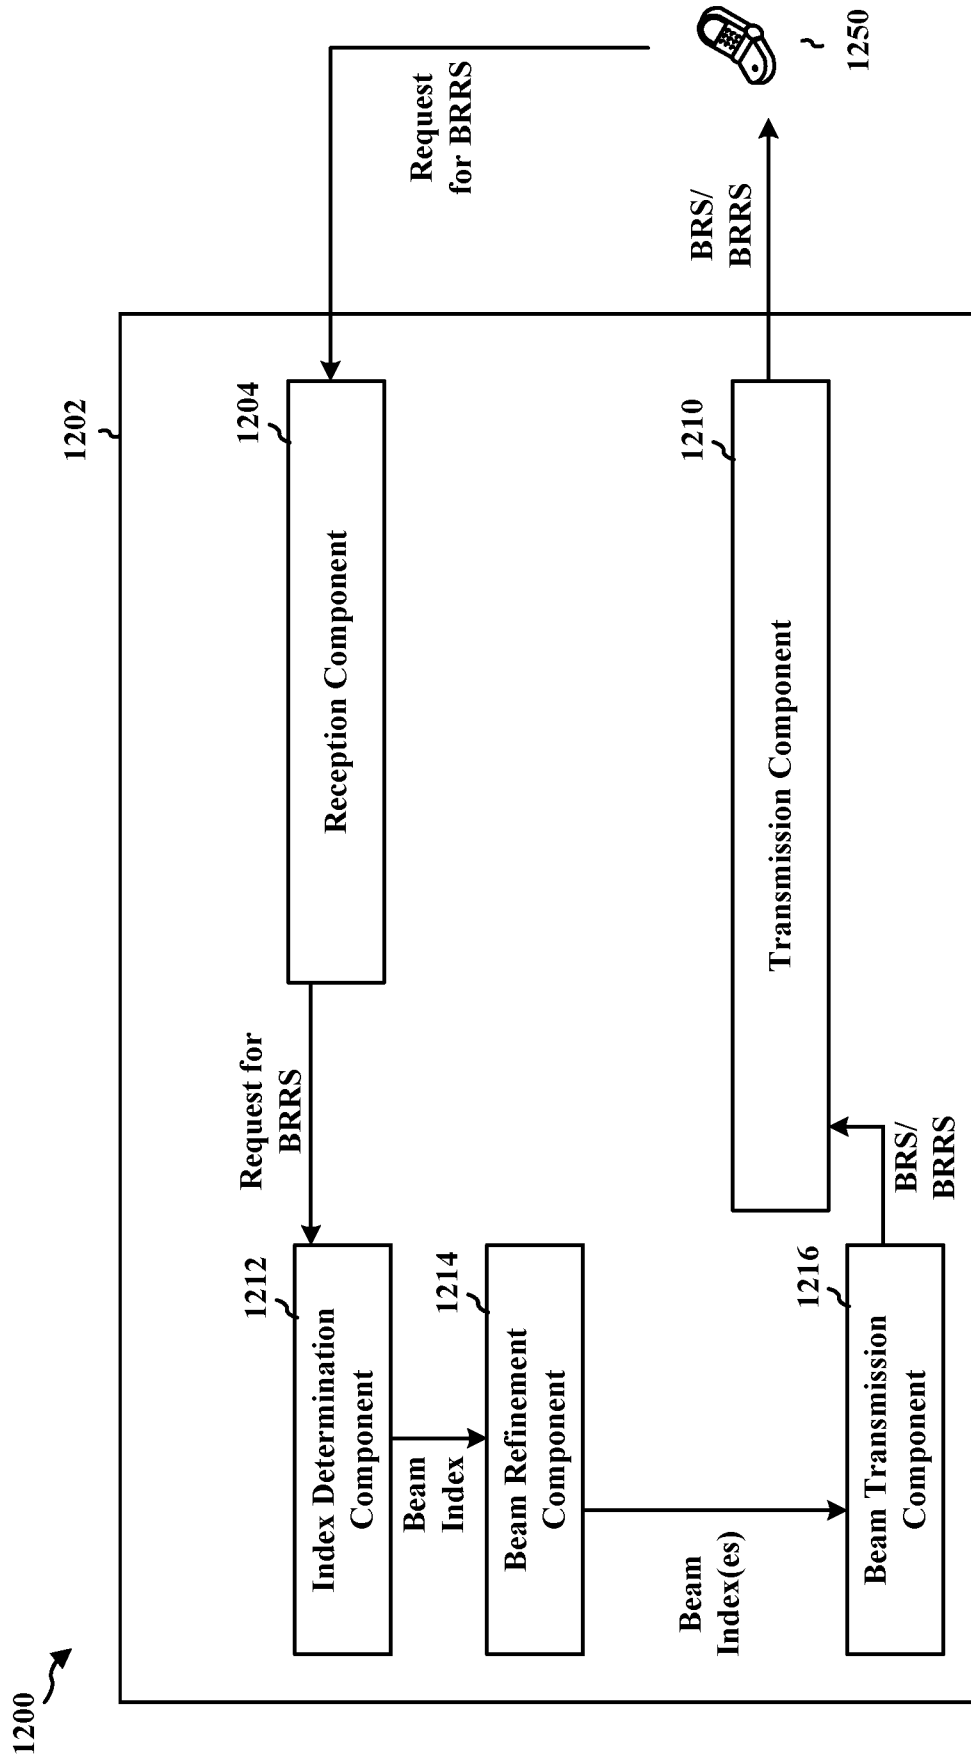 1200
1202
Index Determination
Component
1212
Request for
BRRS
Reception Component
1204
Request
for BRRS
Beam
Index
Beam Refinement
Component
1214
Beam
Index(es)
Beam Transmission
Component
1216
BRS/
BRRS
Transmission Component
1210
BRS/
BRRS
1250